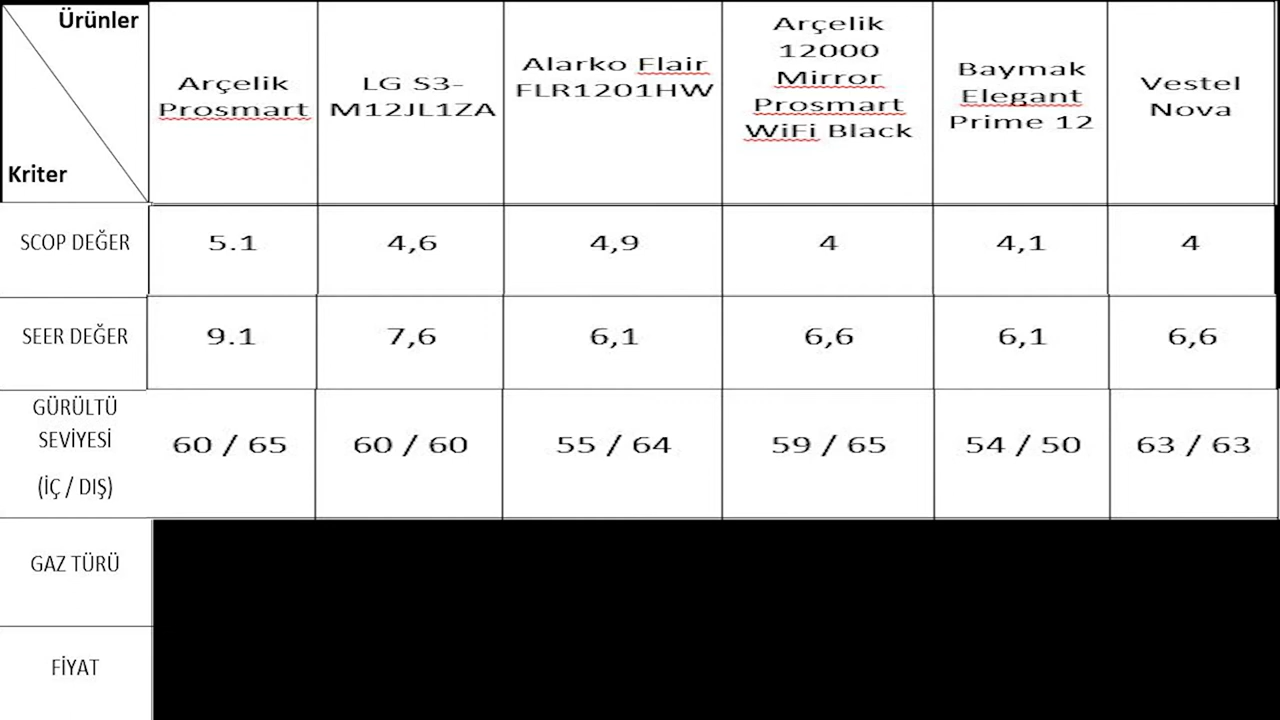 Ürünler
Kriter
Arçelik
Prosmart
LG S3-
M12JL1ZA
Alarko Flair
FLR1201HW
Arçelik
12000
Mirror
Prosmart
WiFi Black
Baymak
Elegant
Prime 12
Vestel
Nova
SCOP DEĞER
5.1
4,6
4,9
4
4,1
4
SEER DEĞER
9.1
7,6
6,1
6,6
6,1
6,6
GÜRÜLTÜ
SEVİYESİ
(İÇ / DIŞ)
60 / 65
60 / 60
55 / 64
59 / 65
54 / 50
63 / 63
GAZ TÜRÜ
FİYAT